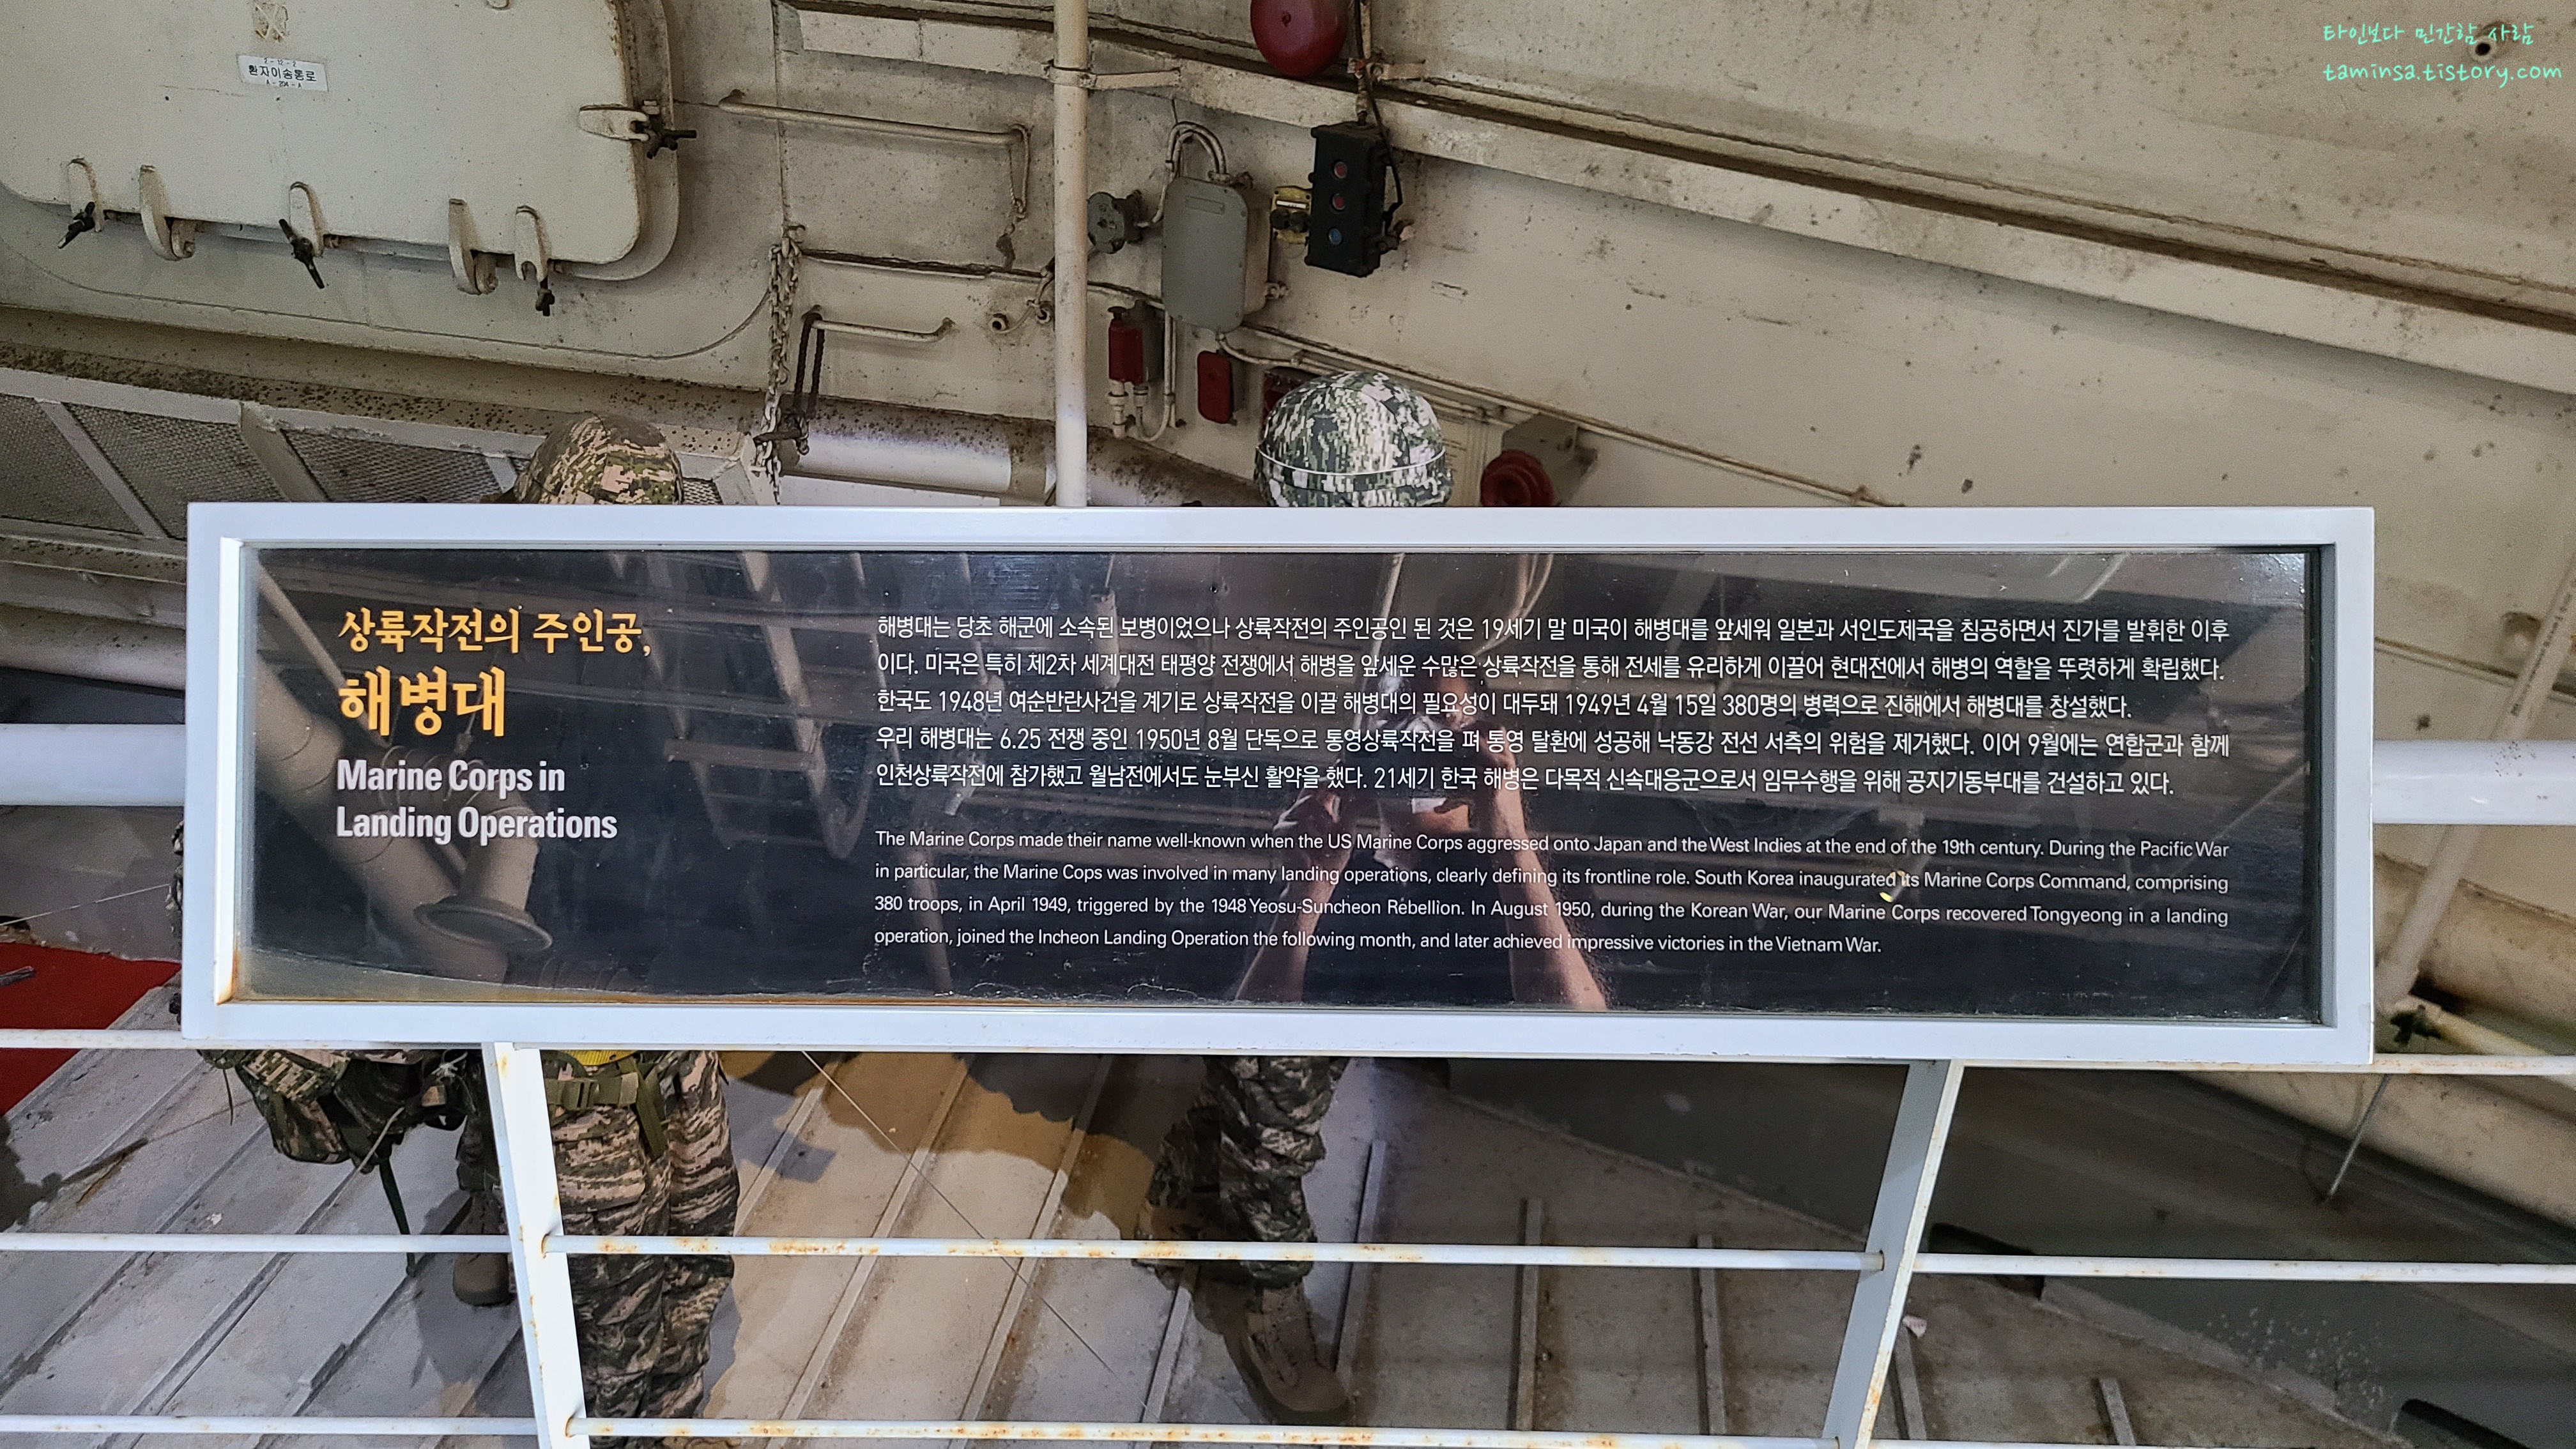 타인보다 민간함 사람
taminsa.tistory.com
환자이송통로
상륙작전의 주인공,
해병대
Marine Corps in
Landing Operations
해병대는 당초 해군에 소속된 보병이었으나 상륙작전의 주인공인 된 것은 19세기 말 미국이 해병대를 앞세워 일본과 서인도제국을 침공하면서 진가를 발휘한 이후
이다. 미국은 특히 제2차 세계대전 태평양 전쟁에서 해병을 앞세운 수많은 상륙작전을 통해 전세를 유리하게 이끌어 현대전에서 해병의 역할을 뚜렷하게 확립했다.
한국도 1948년 여순반란사건을 계기로 상륙작전을 이끌 해병대의 필요성이 대두돼 1949년 4월 15일 380명의 병력으로 진해에서 해병대를 창설했다.
우리 해병대는 6.25 전쟁 중인 1950년 8월 단독으로 통영상륙작전을 펴 통영 탈환에 성공해 낙동강 전선 서측의 위험을 제거했다. 이어 9월에는 연합군과 함께
인천상륙작전에 참가했고 월남전에서도 눈부신 활약을 했다. 21세기 한국 해병은 다목적 신속대응군으로서 임무수행을 위해 공지기동부대를 건설하고 있다.
The Marine Corps made their name well-known when the US Marine Corps aggressed onto Japan and the West Indies at the end of the 19th century. During the Pacific War
in particular, the Marine Cops was involved in many landing operations, clearly defining its frontline role. South Korea inaugurated its Marine Corps Command, comprising
380 troops, in April 1949, triggered by the 1948 Yeosu-Suncheon Rebellion. In August 1950, during the Korean War, our Marine Corps recovered Tongyeong in a landing
operation, joined the Incheon Landing Operation the following month, and later achieved impressive victories in the Vietnam War.